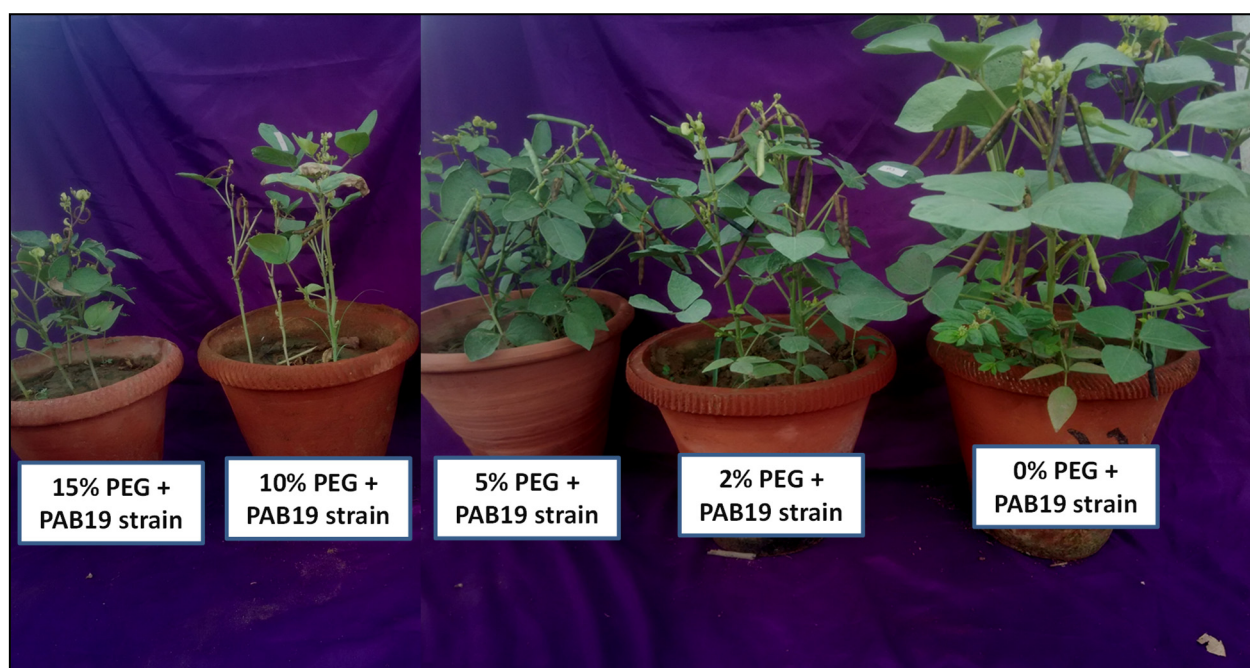 15% PEG +
PAB19 strain
10% PEG +
PAB19 strain
5% PEG +
PAB19 strain
2% PEG +
PAB19 strain
0% PEG +
PAB19 strain